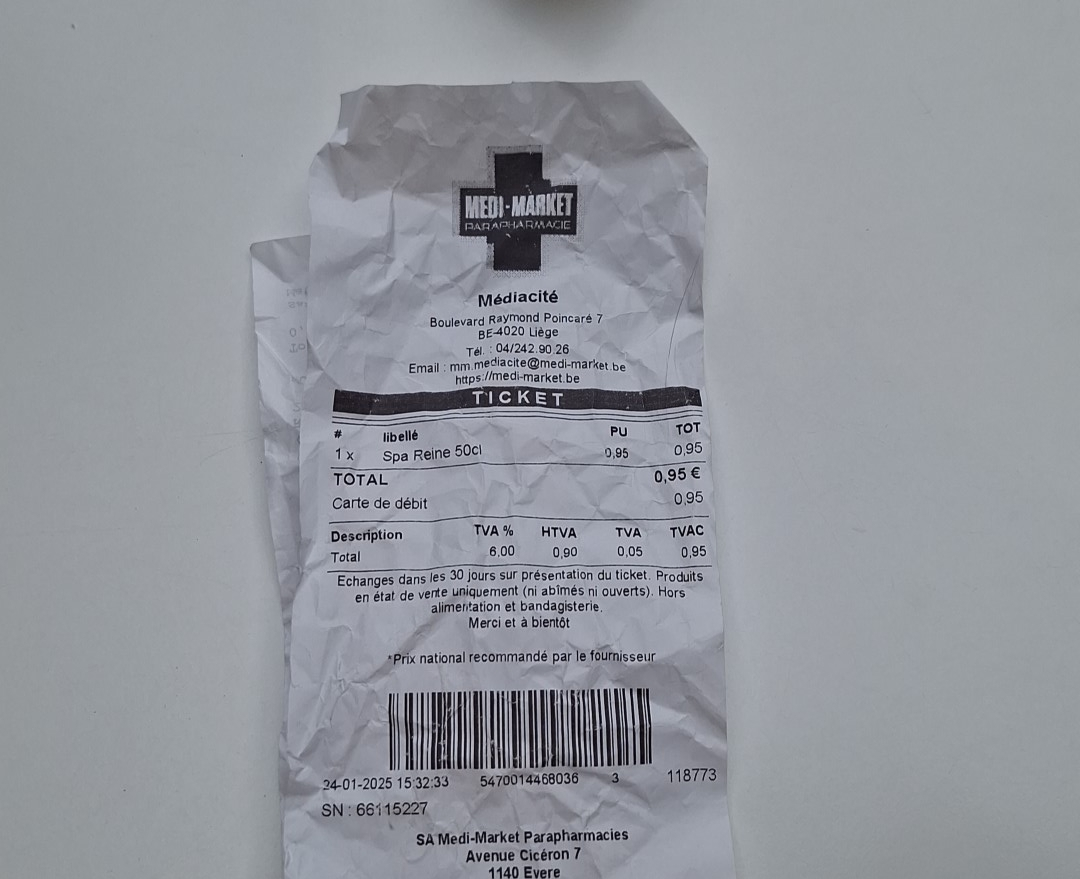 MEDI-MARKET
PARAPHARMACIE
Médiacité
Boulevard Raymond Poincaré 7
BE-4020 Liège
Tél. : 04/242.90.26
Email : mm.mediacite@medi-market.be
https://medi-market.be
TICKET
# libellé PU TOT
1 x Spa Reine 50cl 0,95 0,95
TOTAL 0,95 €
Carte de débit 0,95
Description TVA % HTVA TVA TVAC
Total 6,00 0,90 0,05 0,95
Echanges dans les 30 jours sur présentation du ticket. Produits
en état de vente uniquement (ni abîmés ni ouverts). Hors
alimentation et bandagisterie.
Merci et à bientôt
*Prix national recommandé par le fournisseur
24-01-2025 15:32:33 5470014468036 3 118773
SN : 66115227
SA Medi-Market Parapharmacies
Avenue Cicéron 7
1140 Evere